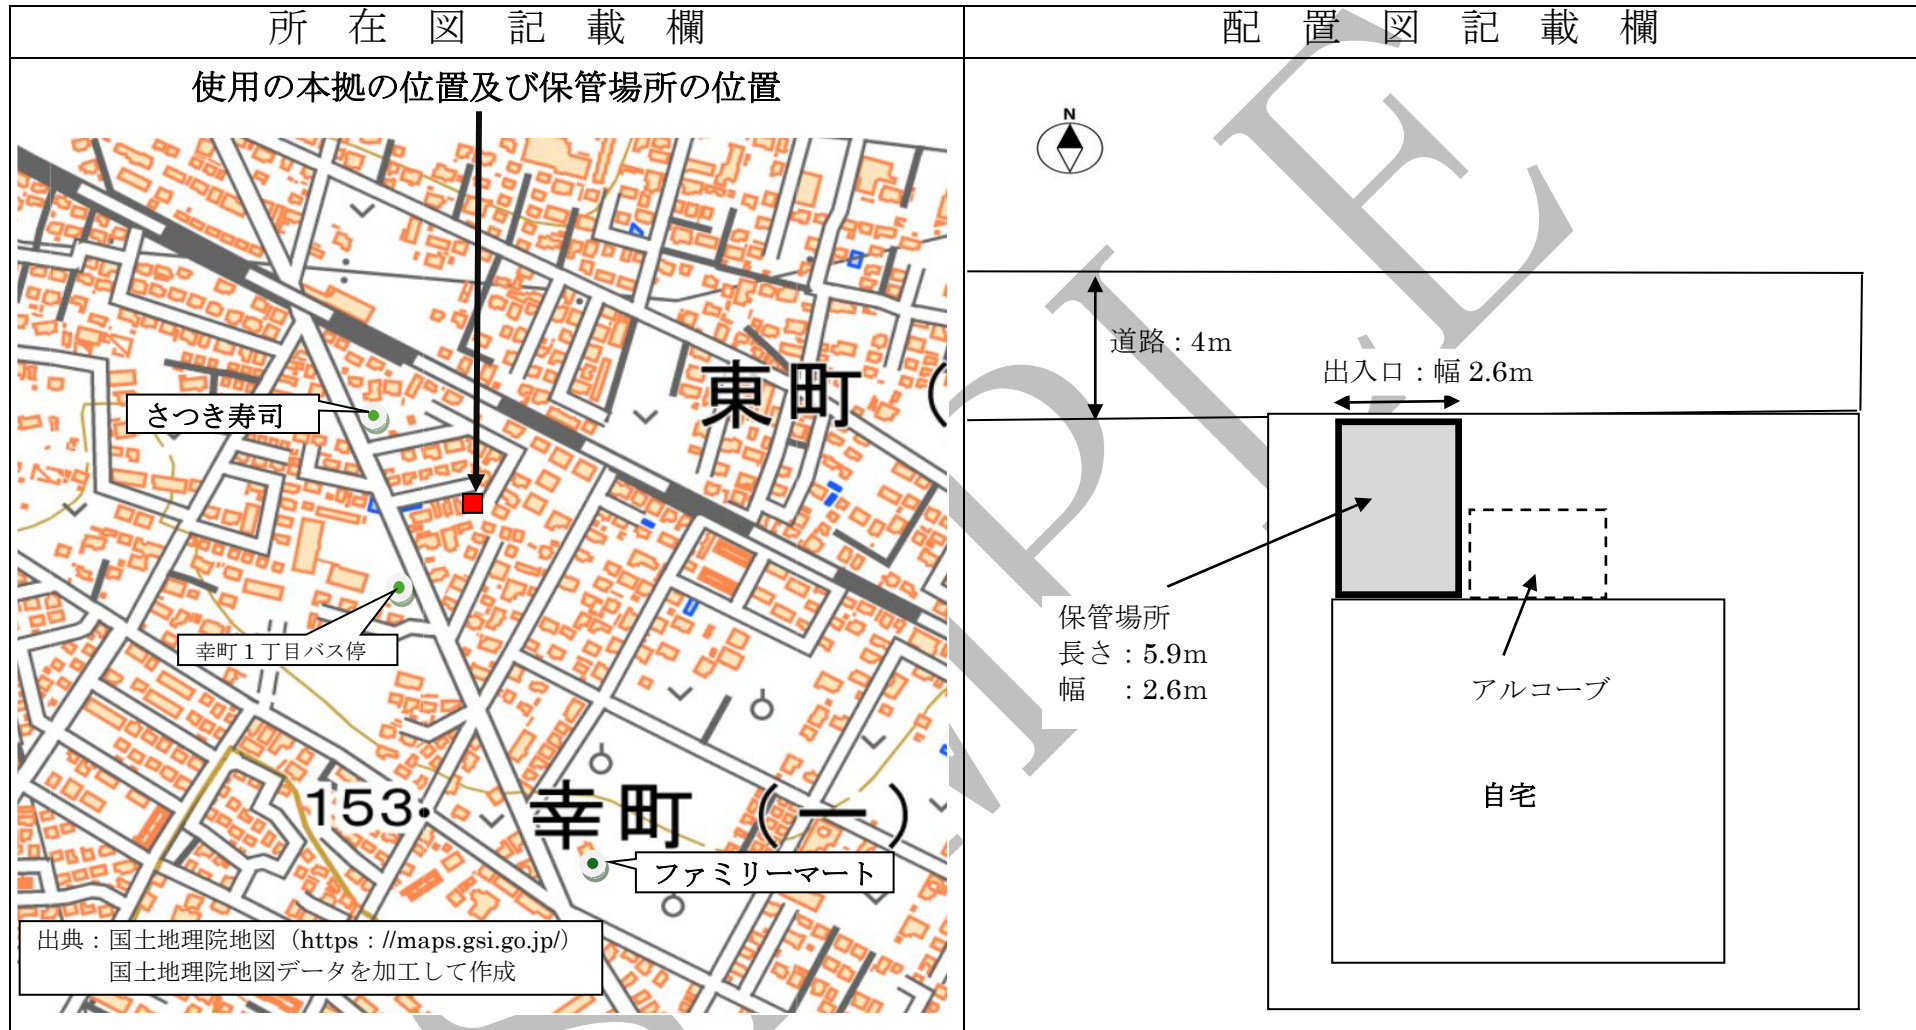 所在図記載欄
使用の本拠の位置及び保管場所の位置
東町（
さつき寿司
幸町１丁目バス停
153
幸町（一）
ファミリーマート
出典：国土地理院地図（https：//maps.gsi.go.jp/）
国土地理院地図データを加工して作成
配置図記載欄
N
道路：4m
出入口：幅 2.6m
保管場所
長さ：5.9m
幅　：2.6m
アルコーブ
自宅